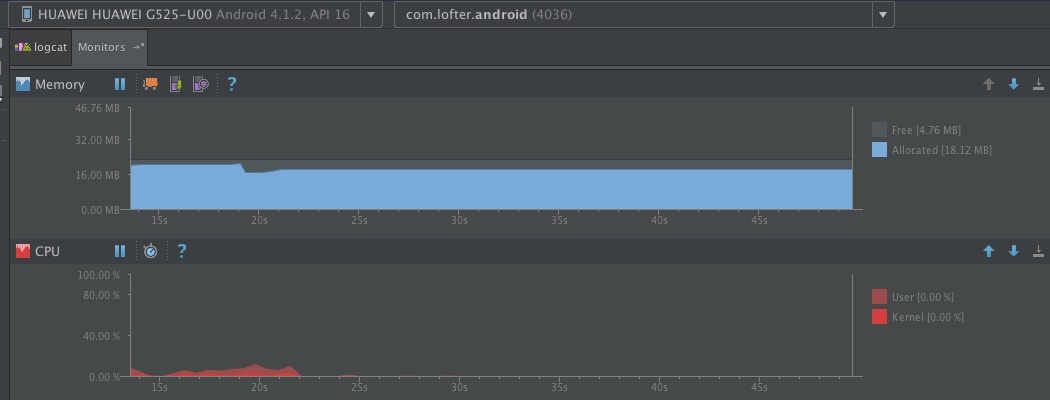 HUAWEI HUAWEI G525-U00 Android 4.1.2, API 16
com.lofter.android (4036)
logcat
Monitors
Memory
?
46.76 MB
32.00 MB
16.00 MB
0.00 MB
15s 20s 25s 30s 35s 40s 45s
Free [4.76 MB]
Allocated [18.12 MB]
CPU
?
100.00 %
80.00 %
40.00 %
0.00 %
15s 20s 25s 30s 35s 40s 45s
User [0.00 %]
Kernel [0.00 %]